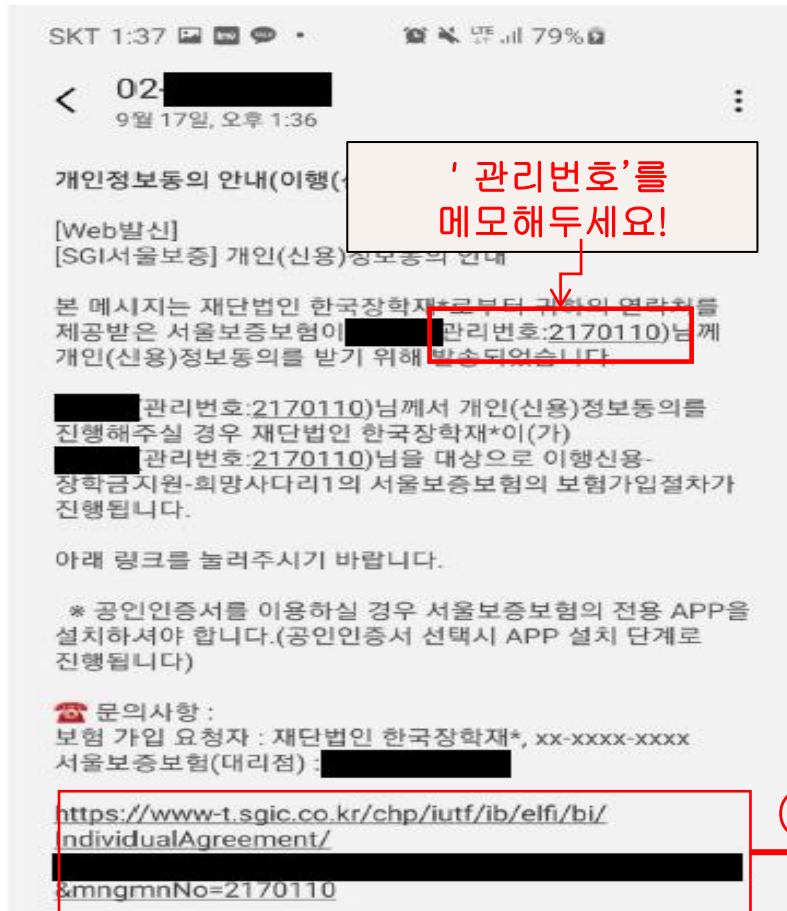 SKT 1:37
LTE 79%
02-
9월 17일, 오후 1:36
' 관리번호'를
메모해두세요!
개인정보동의 안내(이행(
[Web발신]
[SGI서울보증] 개인(신용)정보동의 안내
본 메시지는 재단법인 한국장학재*로부터 귀하의 연락처를
제공받은 서울보증보험이 관리번호:2170110)님께
개인(신용)정보동의를 받기 위해 발송되었습니다.
관리번호:2170110)님께서 개인(신용)정보동의를
진행해주실 경우 재단법인 한국장학재*이(가)
관리번호:2170110)님을 대상으로 이행신용-
장학금지원-희망사다리1의 서울보증보험의 보험가입절차가
진행됩니다.
아래 링크를 눌러주시기 바랍니다.
※ 공인인증서를 이용하실 경우 서울보증보험의 전용 APP을
설치하셔야 합니다.(공인인증서 선택시 APP 설치 단계로
진행됩니다)
☎ 문의사항 :
보험 가입 요청자 : 재단법인 한국장학재*, xx-xxxx-xxxx
서울보증보험(대리점) :
https://www-t.sgic.co.kr/chp/iutf/ib/elfi/bi/
IndividualAgreement/
&mngmnNo=2170110